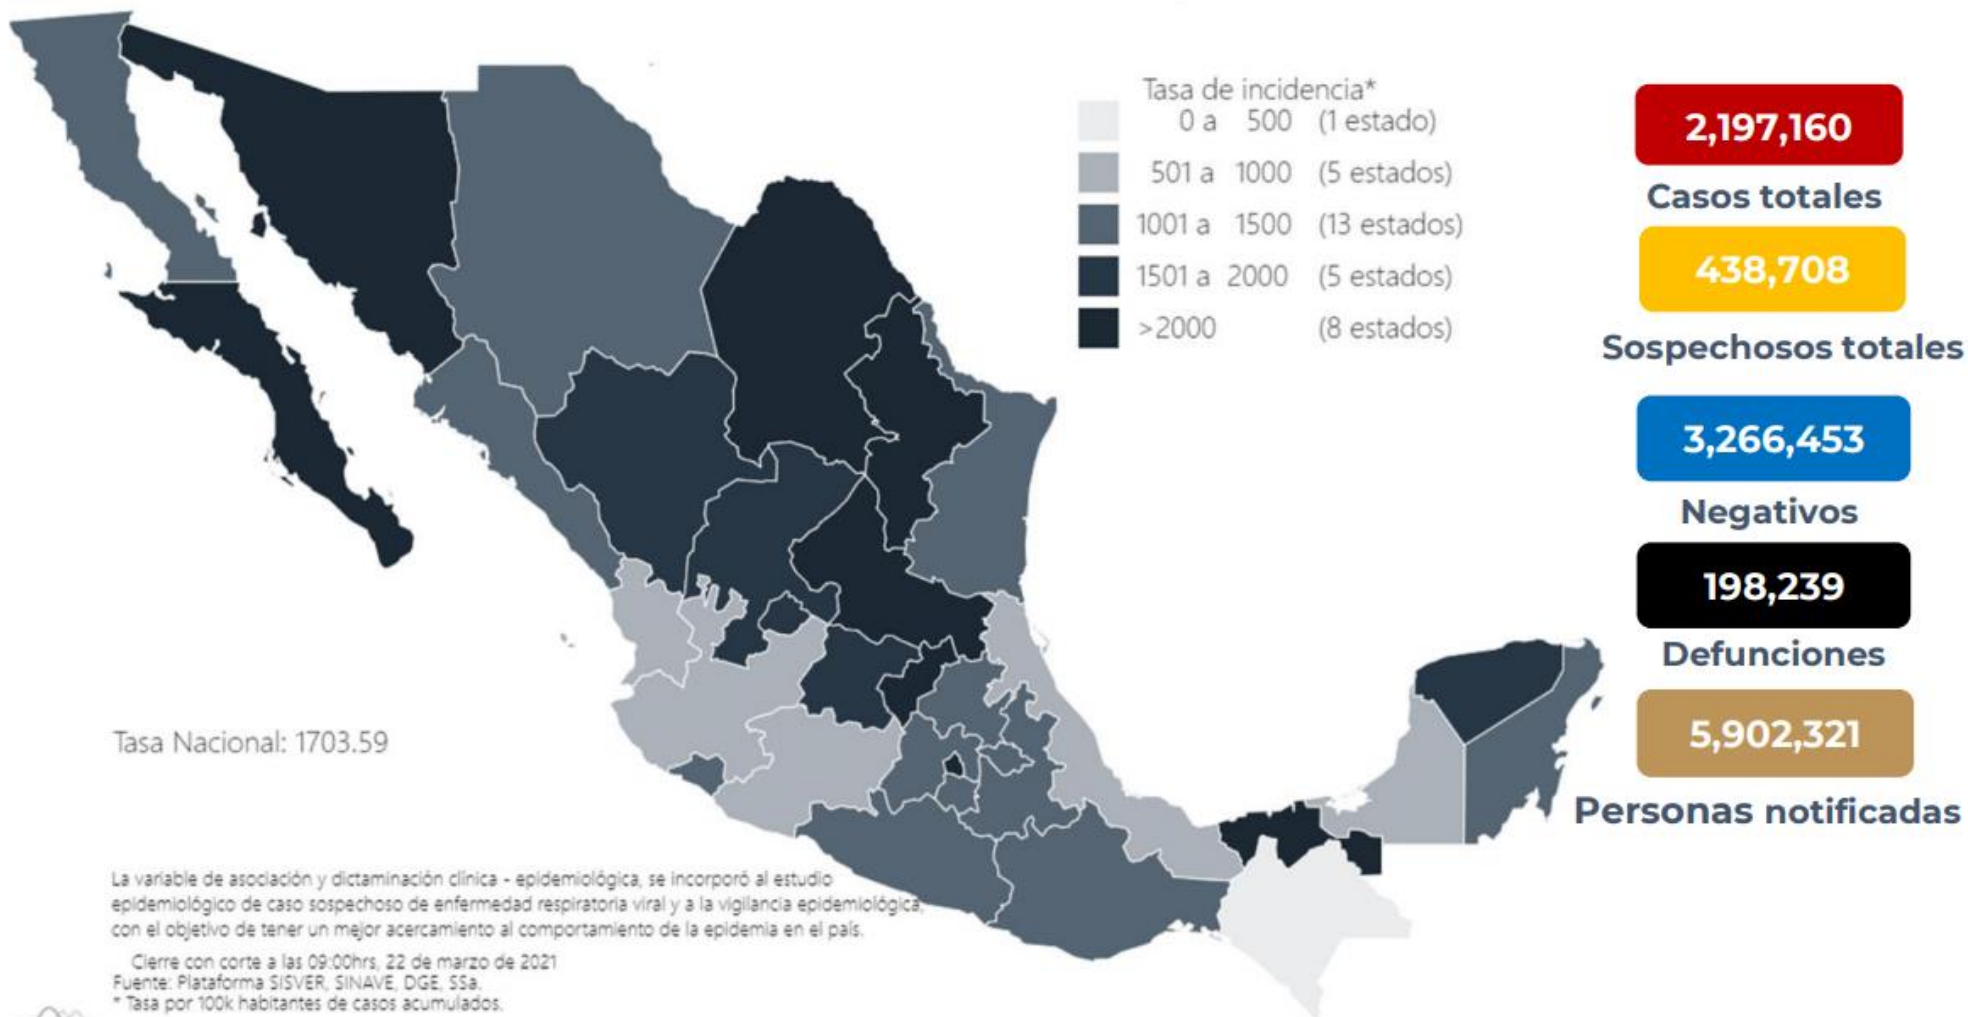 Tasa de incidencia*
0 a 500 (1 estado)
501 a 1000 (5 estados)
1001 a 1500 (13 estados)
1501 a 2000 (5 estados)
>2000 (8 estados)
2,197,160
Casos totales
438,708
Sospechosos totales
3,266,453
Negativos
198,239
Defunciones
5,902,321
Personas notificadas
Tasa Nacional: 1703.59
La variable de asociación y dictaminación clínica - epidemiológica, se incorporó al estudio
epidemiológico de caso sospechoso de enfermedad respiratoria viral y a la vigilancia epidemiológica,
con el objetivo de tener un mejor acercamiento al comportamiento de la epidemia en el país.
Cierre con corte a las 09:00hrs, 22 de marzo de 2021
Fuente: Plataforma SISVER, SINAVE, DGE, SSa.
* Tasa por 100k habitantes de casos acumulados.